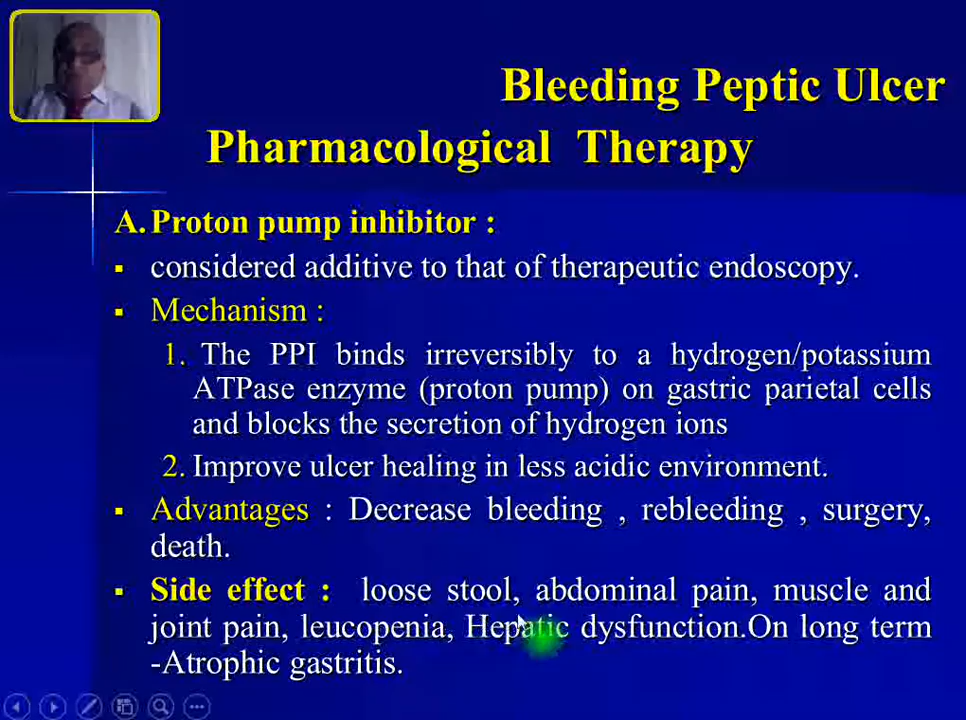 Bleeding Peptic Ulcer
Pharmacological Therapy
A. Proton pump inhibitor :
▪ considered additive to that of therapeutic endoscopy.
▪ Mechanism :
1. The PPI binds irreversibly to a hydrogen/potassium
ATPase enzyme (proton pump) on gastric parietal cells
and blocks the secretion of hydrogen ions
2. Improve ulcer healing in less acidic environment.
▪ Advantages : Decrease bleeding , rebleeding , surgery,
death.
▪ Side effect : loose stool, abdominal pain, muscle and
joint pain, leucopenia, Hepatic dysfunction.On long term
-Atrophic gastritis.